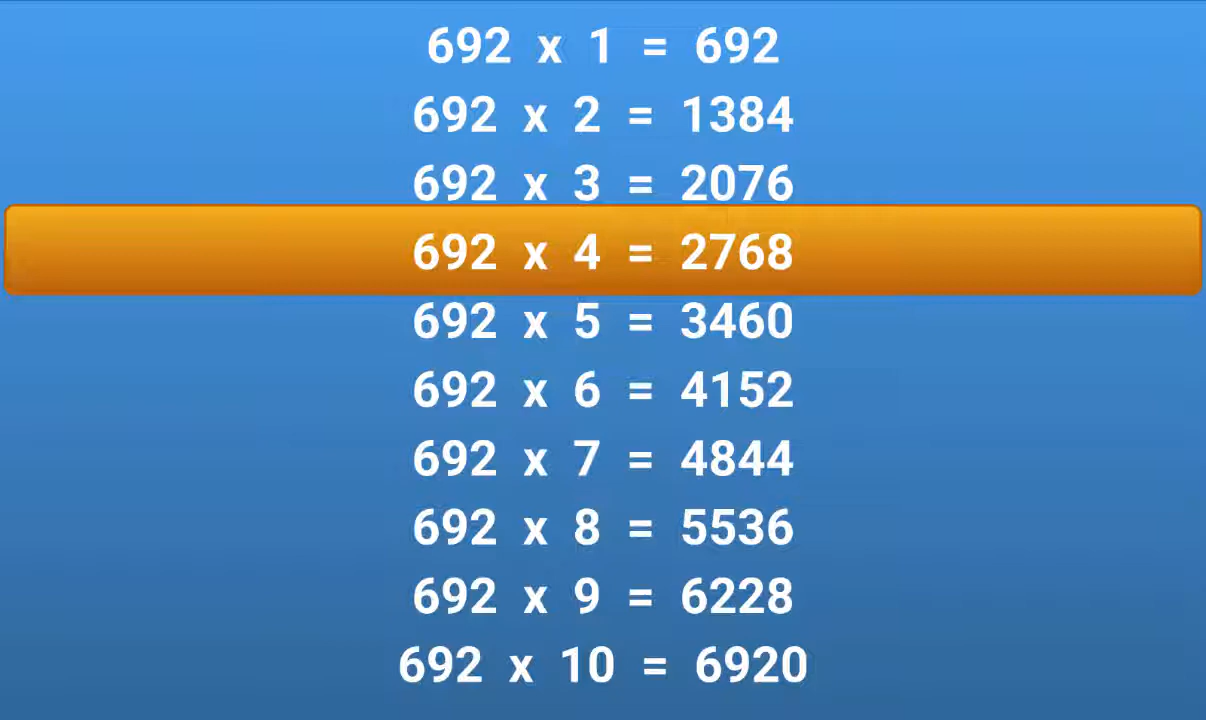 692 x 1 = 692
692 x 2 = 1384
692 x 3 = 2076
692 x 4 = 2768
692 x 5 = 3460
692 x 6 = 4152
692 x 7 = 4844
692 x 8 = 5536
692 x 9 = 6228
692 x 10 = 6920